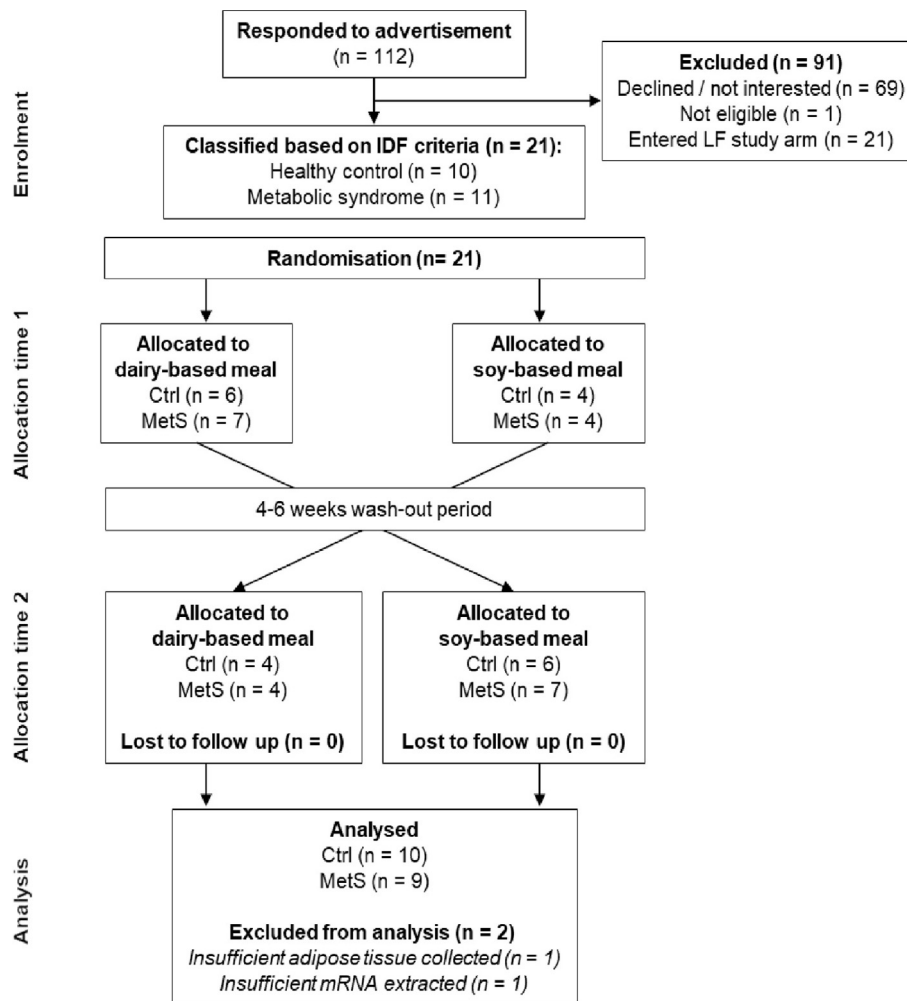 Enrolment
Responded to advertisement
(n = 112)
Excluded (n = 91)
Declined / not interested (n = 69)
Not eligible (n = 1)
Entered LF study arm (n = 21)
Classified based on IDF criteria (n = 21):
Healthy control (n = 10)
Metabolic syndrome (n = 11)
Randomisation (n= 21)
Allocation time 1
Allocated to
dairy-based meal
Ctrl (n = 6)
MetS (n = 7)
Allocated to
soy-based meal
Ctrl (n = 4)
MetS (n = 4)
4-6 weeks wash-out period
Allocation time 2
Allocated to
dairy-based meal
Ctrl (n = 4)
MetS (n = 4)
Lost to follow up (n = 0)
Allocated to
soy-based meal
Ctrl (n = 6)
MetS (n = 7)
Lost to follow up (n = 0)
Analysis
Analysed
Ctrl (n = 10)
MetS (n = 9)
Excluded from analysis (n = 2)
Insufficient adipose tissue collected (n = 1)
Insufficient mRNA extracted (n = 1)